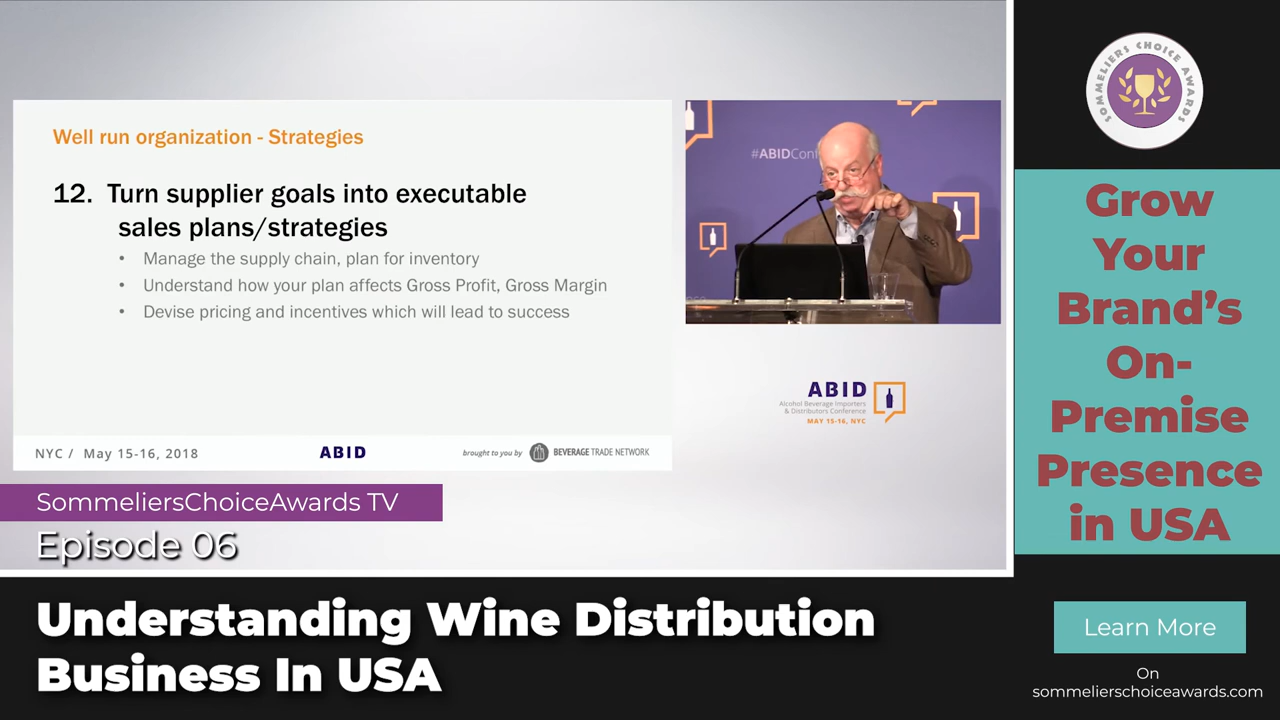 Well run organization - Strategies
12. Turn supplier goals into executable
sales plans/strategies
• Manage the supply chain, plan for inventory
• Understand how your plan affects Gross Profit, Gross Margin
• Devise pricing and incentives which will lead to success
NYC / May 15-16, 2018
ABID
brought to you by BEVERAGE TRADE NETWORK
#ABIDConf
ABID
Alcohol Beverage Importers
& Distributors Conference
MAY 15-16, NYC
SommeliersChoiceAwards TV
Episode 06
Understanding Wine Distribution
Business In USA
SOMMELIERS CHOICE AWARDS
Grow
Your
Brand’s
On-
Premise
Presence
in USA
Learn More
On
sommelierschoiceawards.com